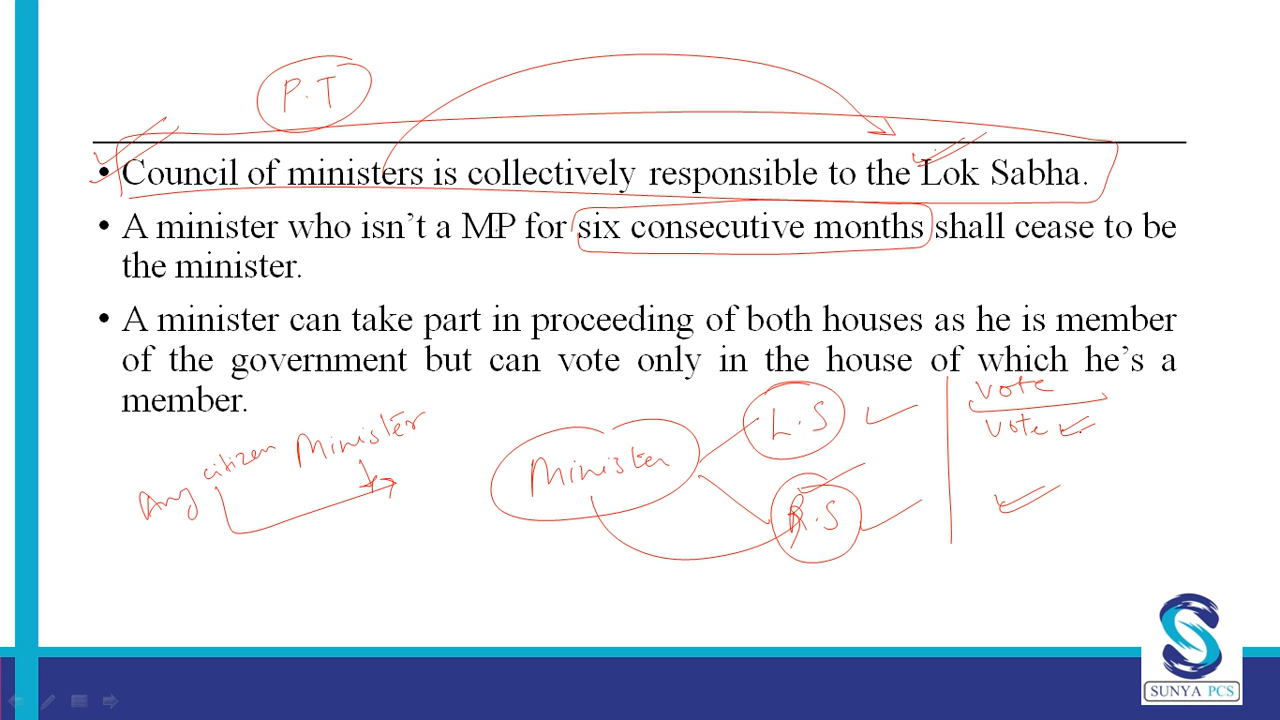 P.T
• Council of ministers is collectively responsible to the Lok Sabha.
• A minister who isn't a MP for six consecutive months shall cease to be
the minister.
• A minister can take part in proceeding of both houses as he is member
of the government but can vote only in the house of which he's a
member.
Any citizen Minister
Minister
L.S
R.S
vote
vote
SUNYA PCS